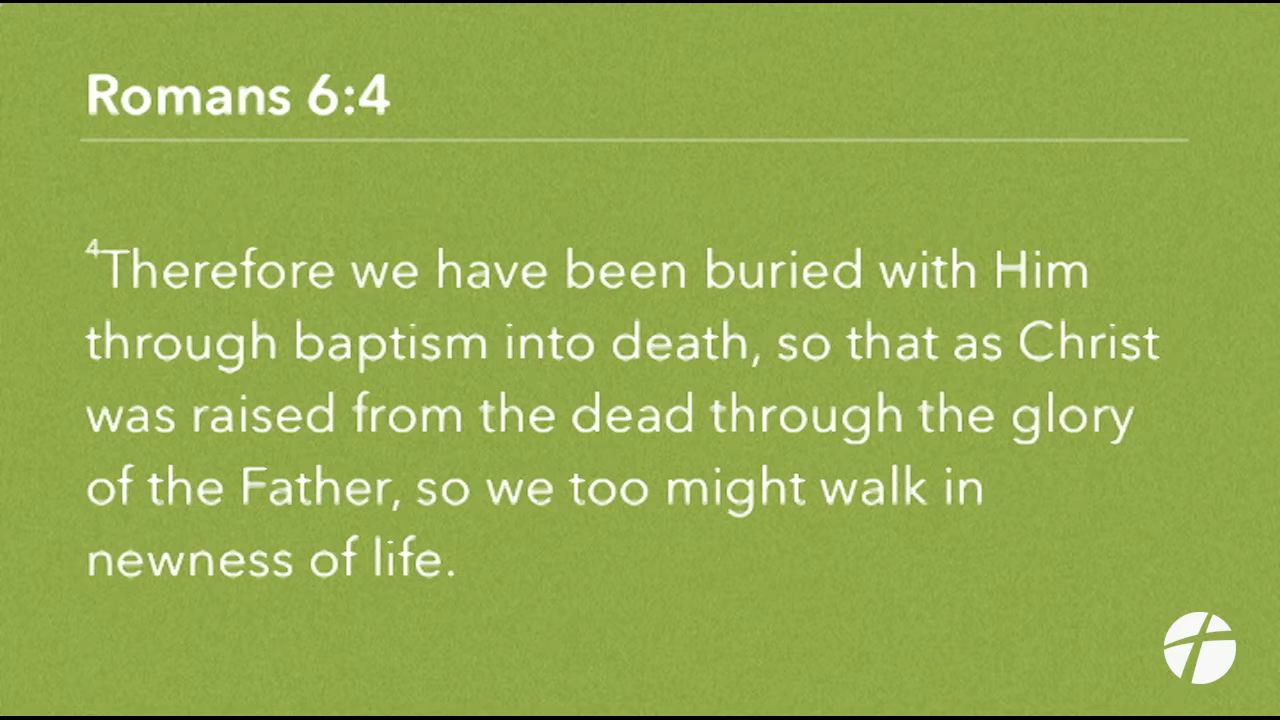 Romans 6:4
4Therefore we have been buried with Him
through baptism into death, so that as Christ
was raised from the dead through the glory
of the Father, so we too might walk in
newness of life.